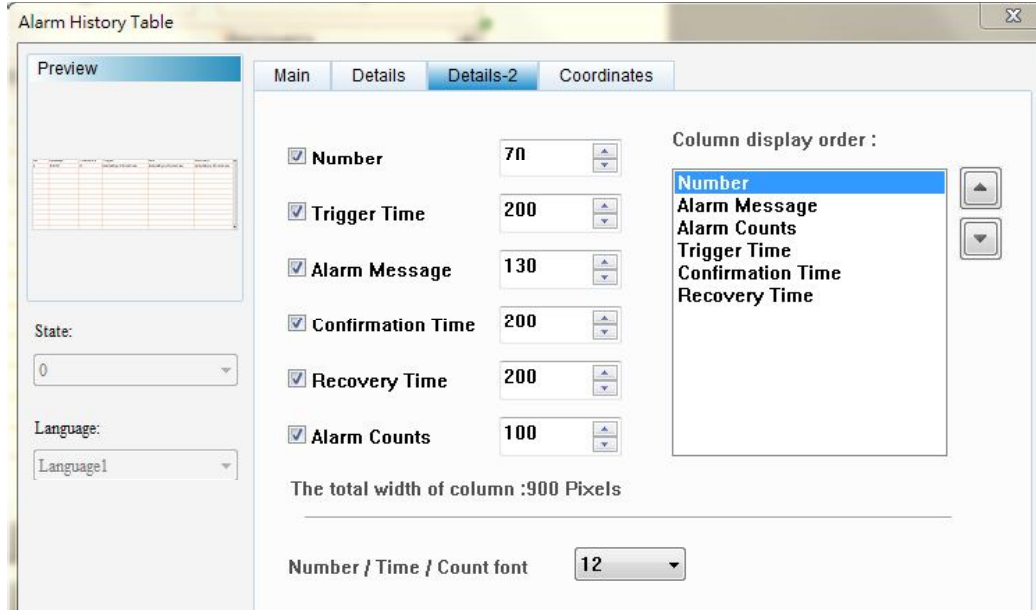 Alarm History Table
Preview
Main Details Details-2 Coordinates
Number 70
Trigger Time 200
Alarm Message 130
Confirmation Time 200
Recovery Time 200
Alarm Counts 100
The total width of column :900 Pixels
Number / Time / Count font 12
Column display order :
Number
Alarm Message
Alarm Counts
Trigger Time
Confirmation Time
Recovery Time
State:
0
Language:
Language1